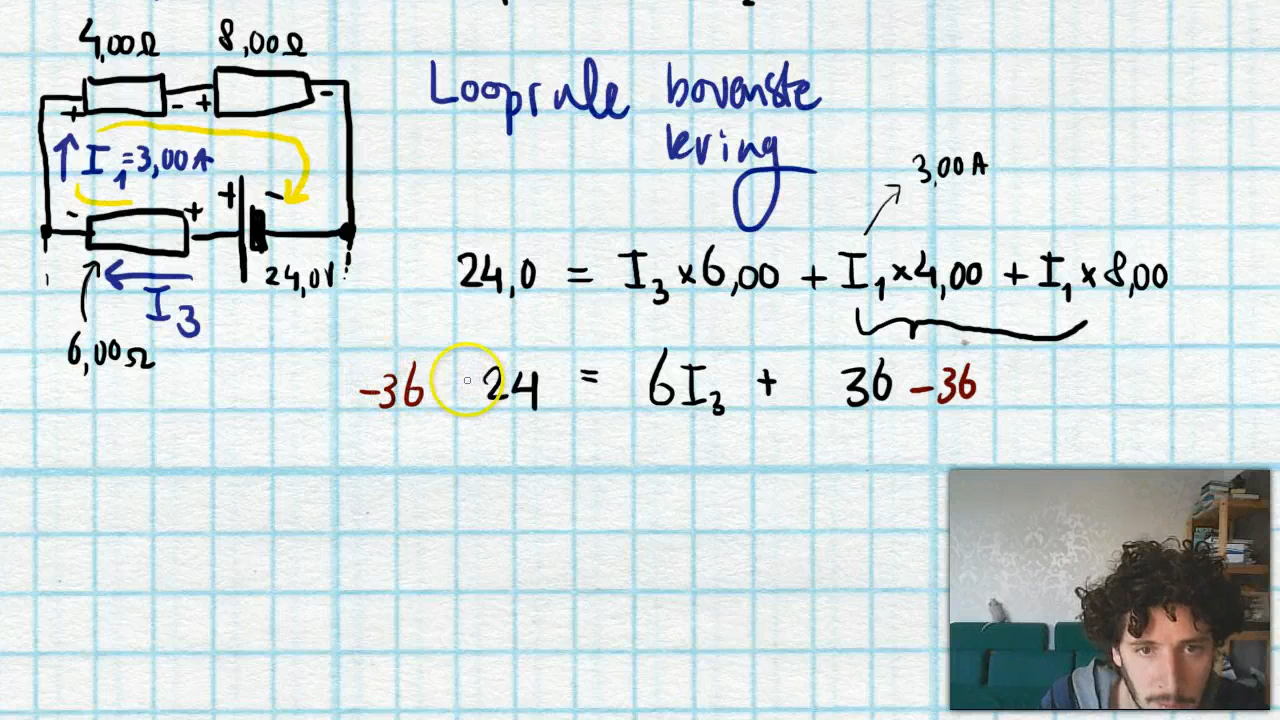 4,00Ω 8,00Ω
+ - + -
I₁=3,00A
+ -
- +
24,0V
I₃
6,00Ω
Looprule bovenste
kring
3,00A
24,0 = I₃×6,00 + I₁×4,00 + I₁×8,00
-36 24 = 6I₃ + 36 -36